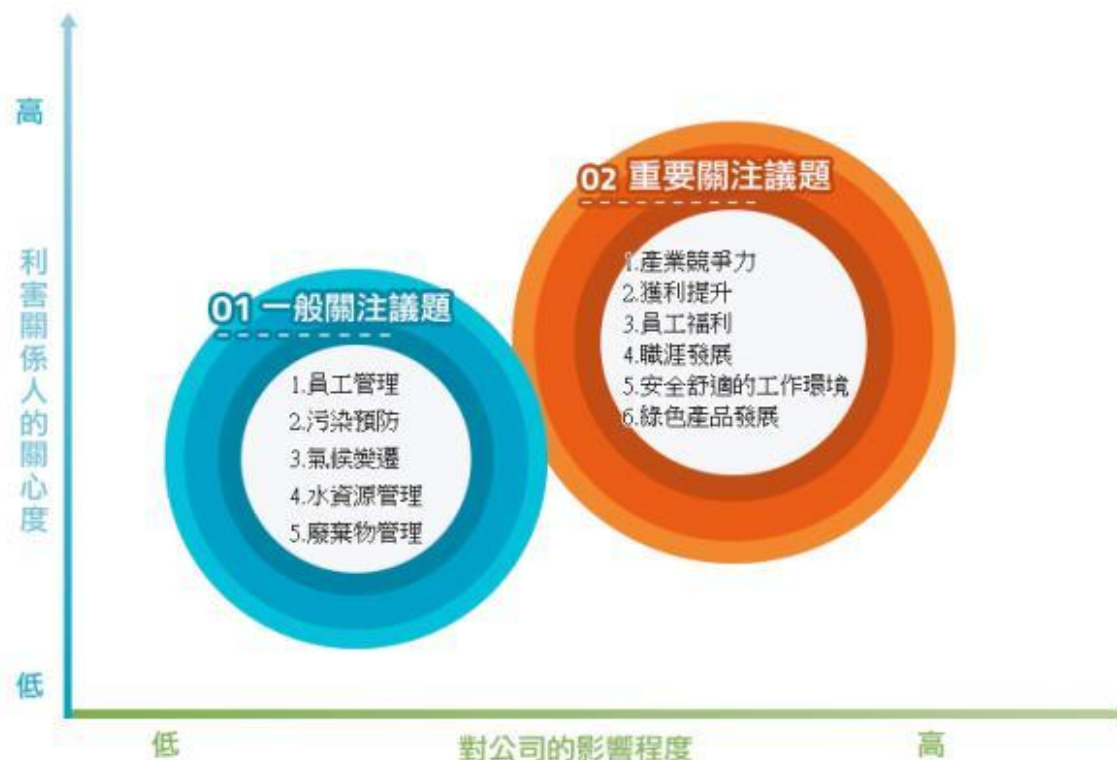 高
利害關係人的關心度
低
01 一般關注議題
1.員工管理
2.污染預防
3.氣候變遷
4.水資源管理
5.廢棄物管理
02 重要關注議題
1.產業競爭力
2.獲利提升
3.員工福利
4.職涯發展
5.安全舒適的工作環境
6.綠色產品發展
低
對公司的影響程度
高